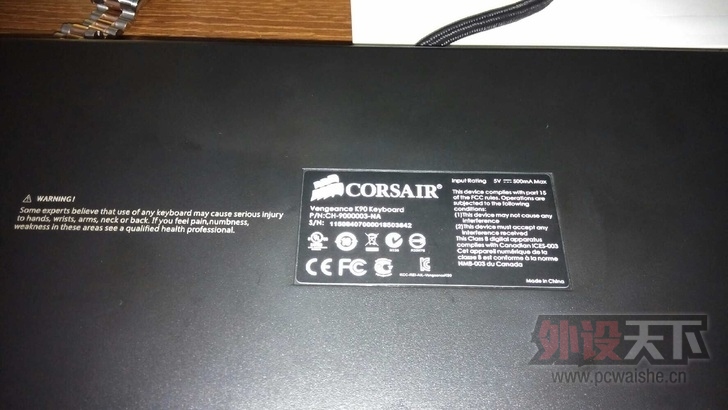 WARNING!
Some experts believe that use of any keyboard may cause serious injury
to hands, wrists, arms, neck or back. If you feel pain, numbness,
weakness in these areas see a qualified health professional.
CORSAIR®
Vengeance K90 Keyboard
P/N:CH-9000003-NA
S/N: 11808407000018503842
CE FC
Input Rating 5V 500mA Max
This device complies with part 15
of the FCC rules. Operations are
subjected to the following
conditions:
(1)This device may not cause any
interference
(2)This device must accept any
interference received
This Class B digital apparatus
complies with Canadian ICES-003
Cet appareil numérique de la
classe B est conforme à la norme
NMB-003 du Canada
Made in China
外设天下
www.pcwaishe.cn